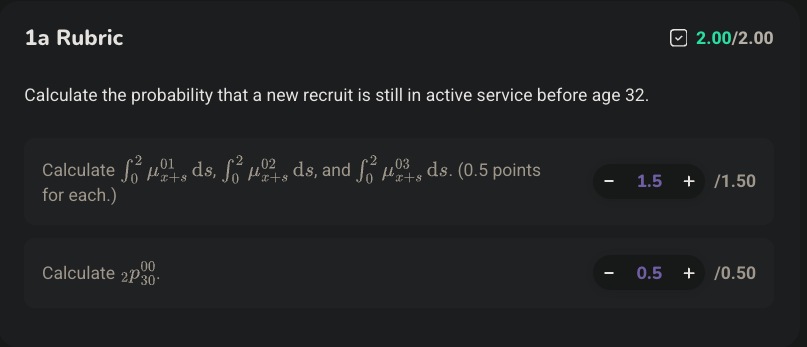 1a Rubric
2.00/2.00
Calculate the probability that a new recruit is still in active service before age 32.
Calculate $\int_0^2 \mu_{x+s}^{01} \, \mathrm{d}s$, $\int_0^2 \mu_{x+s}^{02} \, \mathrm{d}s$, and $\int_0^2 \mu_{x+s}^{03} \, \mathrm{d}s$. (0.5 points
for each.)
− 1.5 + /1.50
Calculate ${}_2p_{30}^{00}$.
− 0.5 + /0.50